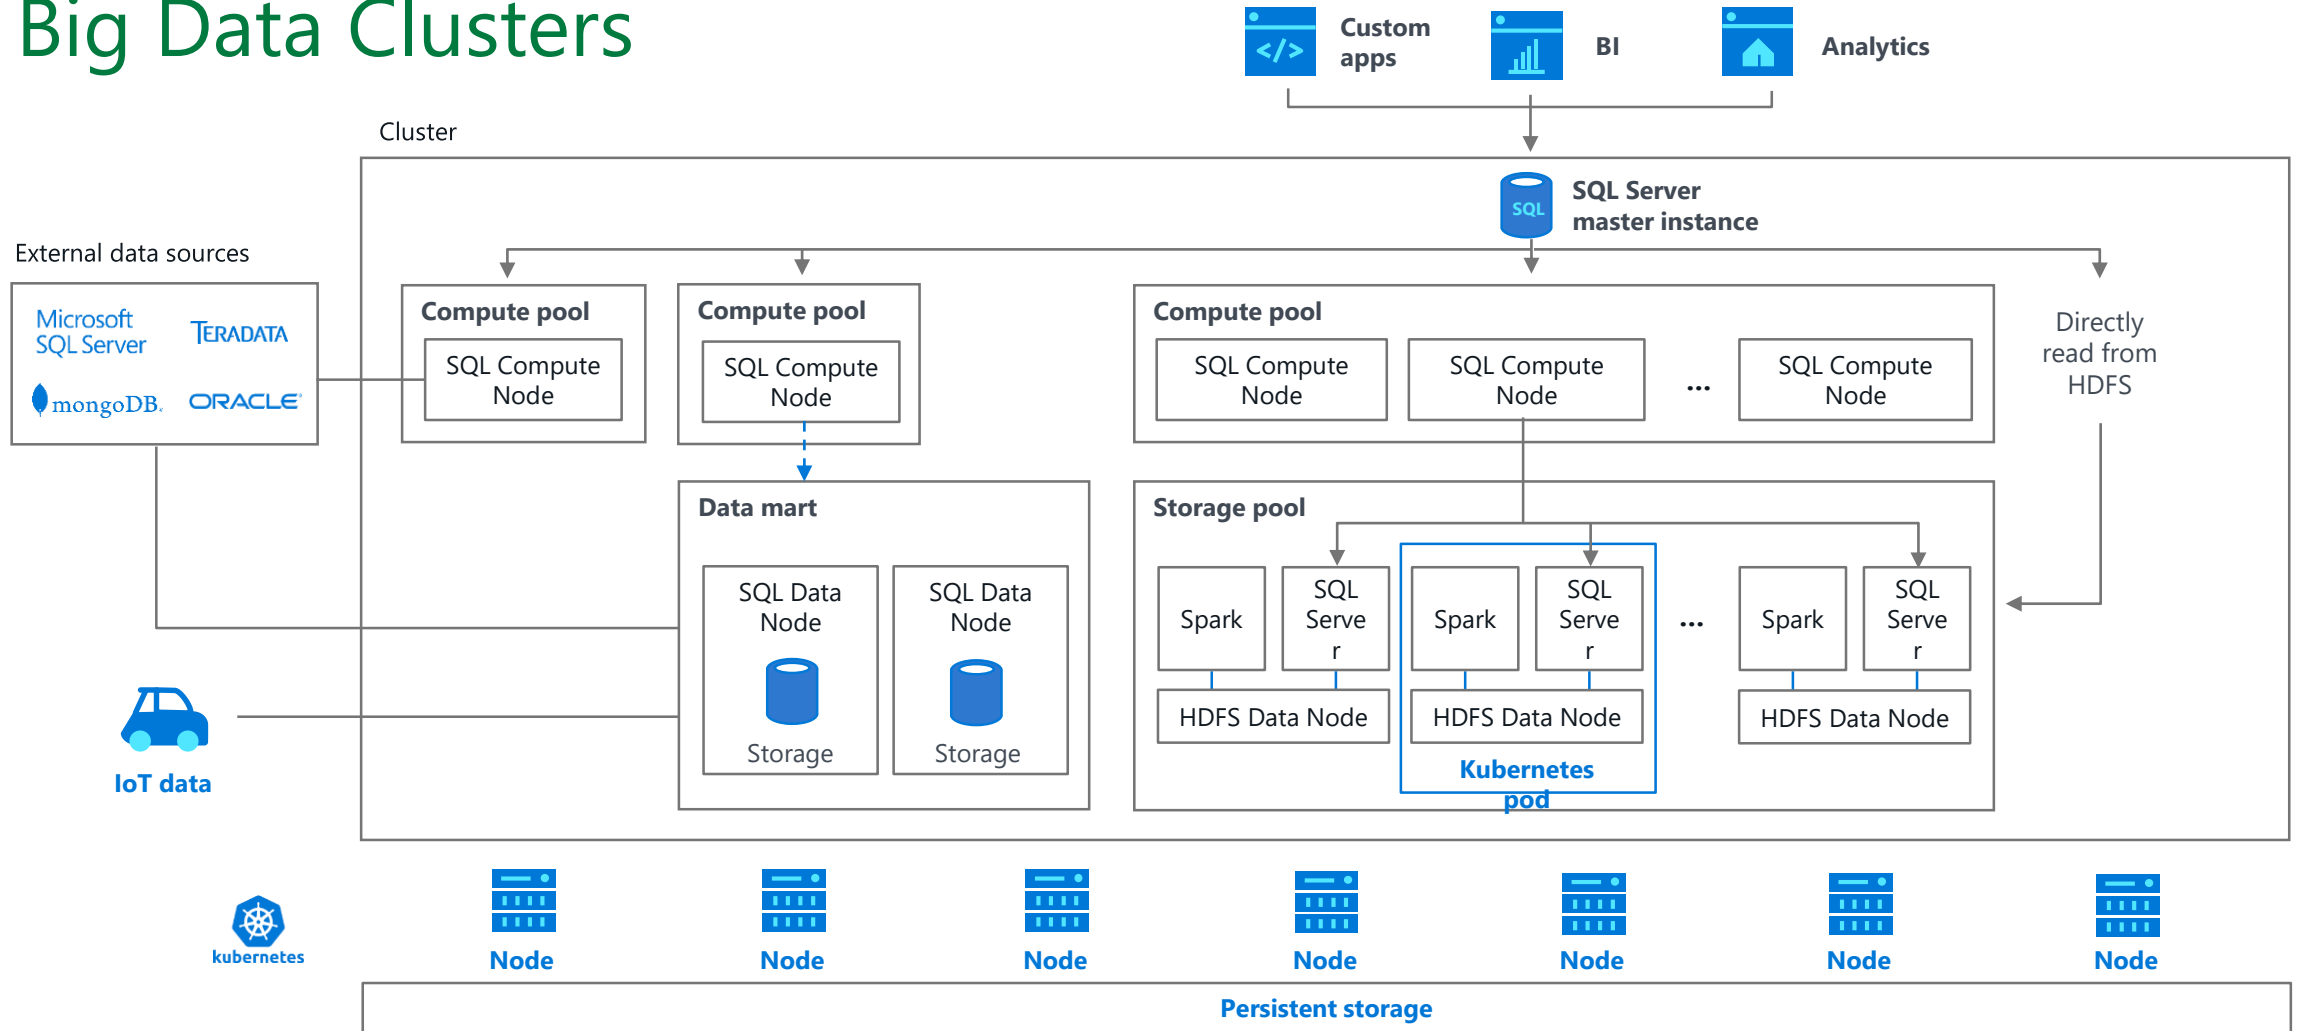 Big Data Clusters
Custom
apps
BI
Analytics
Cluster
SQL
SQL Server
master instance
External data sources
Microsoft
SQL Server
TERADATA
mongoDB.
ORACLE
Compute pool
SQL Compute
Node
Compute pool
SQL Compute
Node
Compute pool
SQL Compute
Node
SQL Compute
Node
...
SQL Compute
Node
Directly
read from
HDFS
Data mart
SQL Data
Node
Storage
SQL Data
Node
Storage
Storage pool
Spark
SQL
Serve
r
HDFS Data Node
Spark
SQL
Serve
r
HDFS Data Node
Kubernetes
pod
...
Spark
SQL
Serve
r
HDFS Data Node
IoT data
kubernetes
Node
Node
Node
Node
Node
Node
Node
Persistent storage